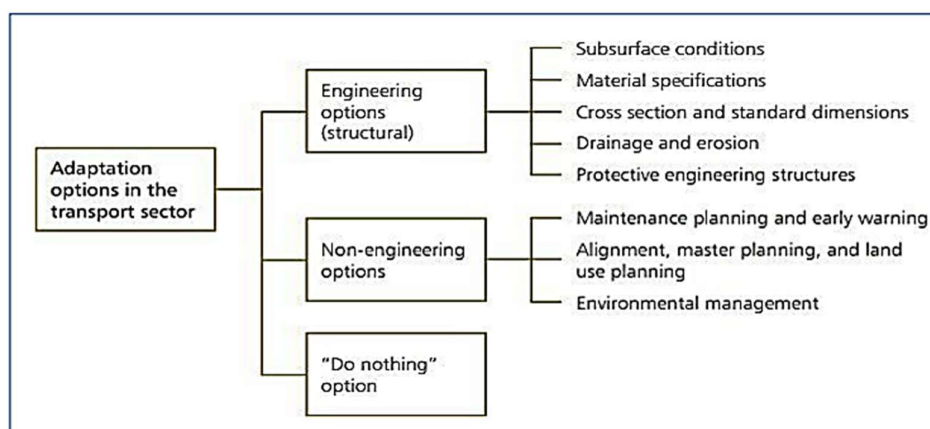 Adaptation
options in the
transport sector
Engineering
options
(structural)
Subsurface conditions
Material specifications
Cross section and standard dimensions
Drainage and erosion
Protective engineering structures
Non-engineering
options
Maintenance planning and early warning
Alignment, master planning, and land
use planning
Environmental management
“Do nothing”
option